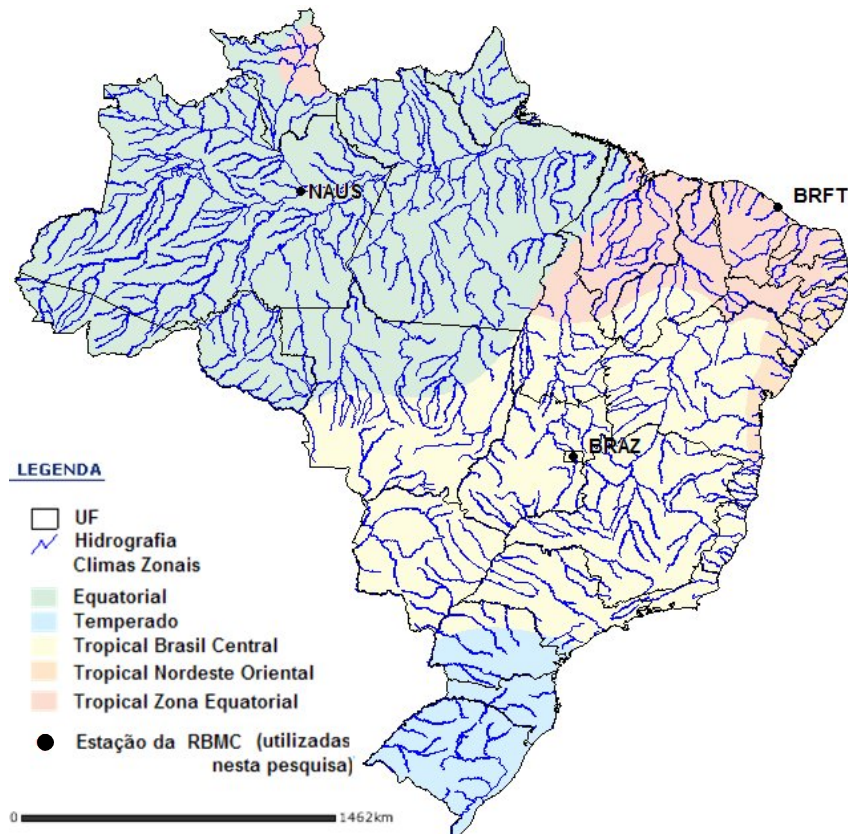 NAUS
BRFT
BRAZ
LEGENDA
UF
Hidrografia
Climas Zonais
Equatorial
Temperado
Tropical Brasil Central
Tropical Nordeste Oriental
Tropical Zona Equatorial
Estação da RBMC (utilizadas
nesta pesquisa)
0 1462km